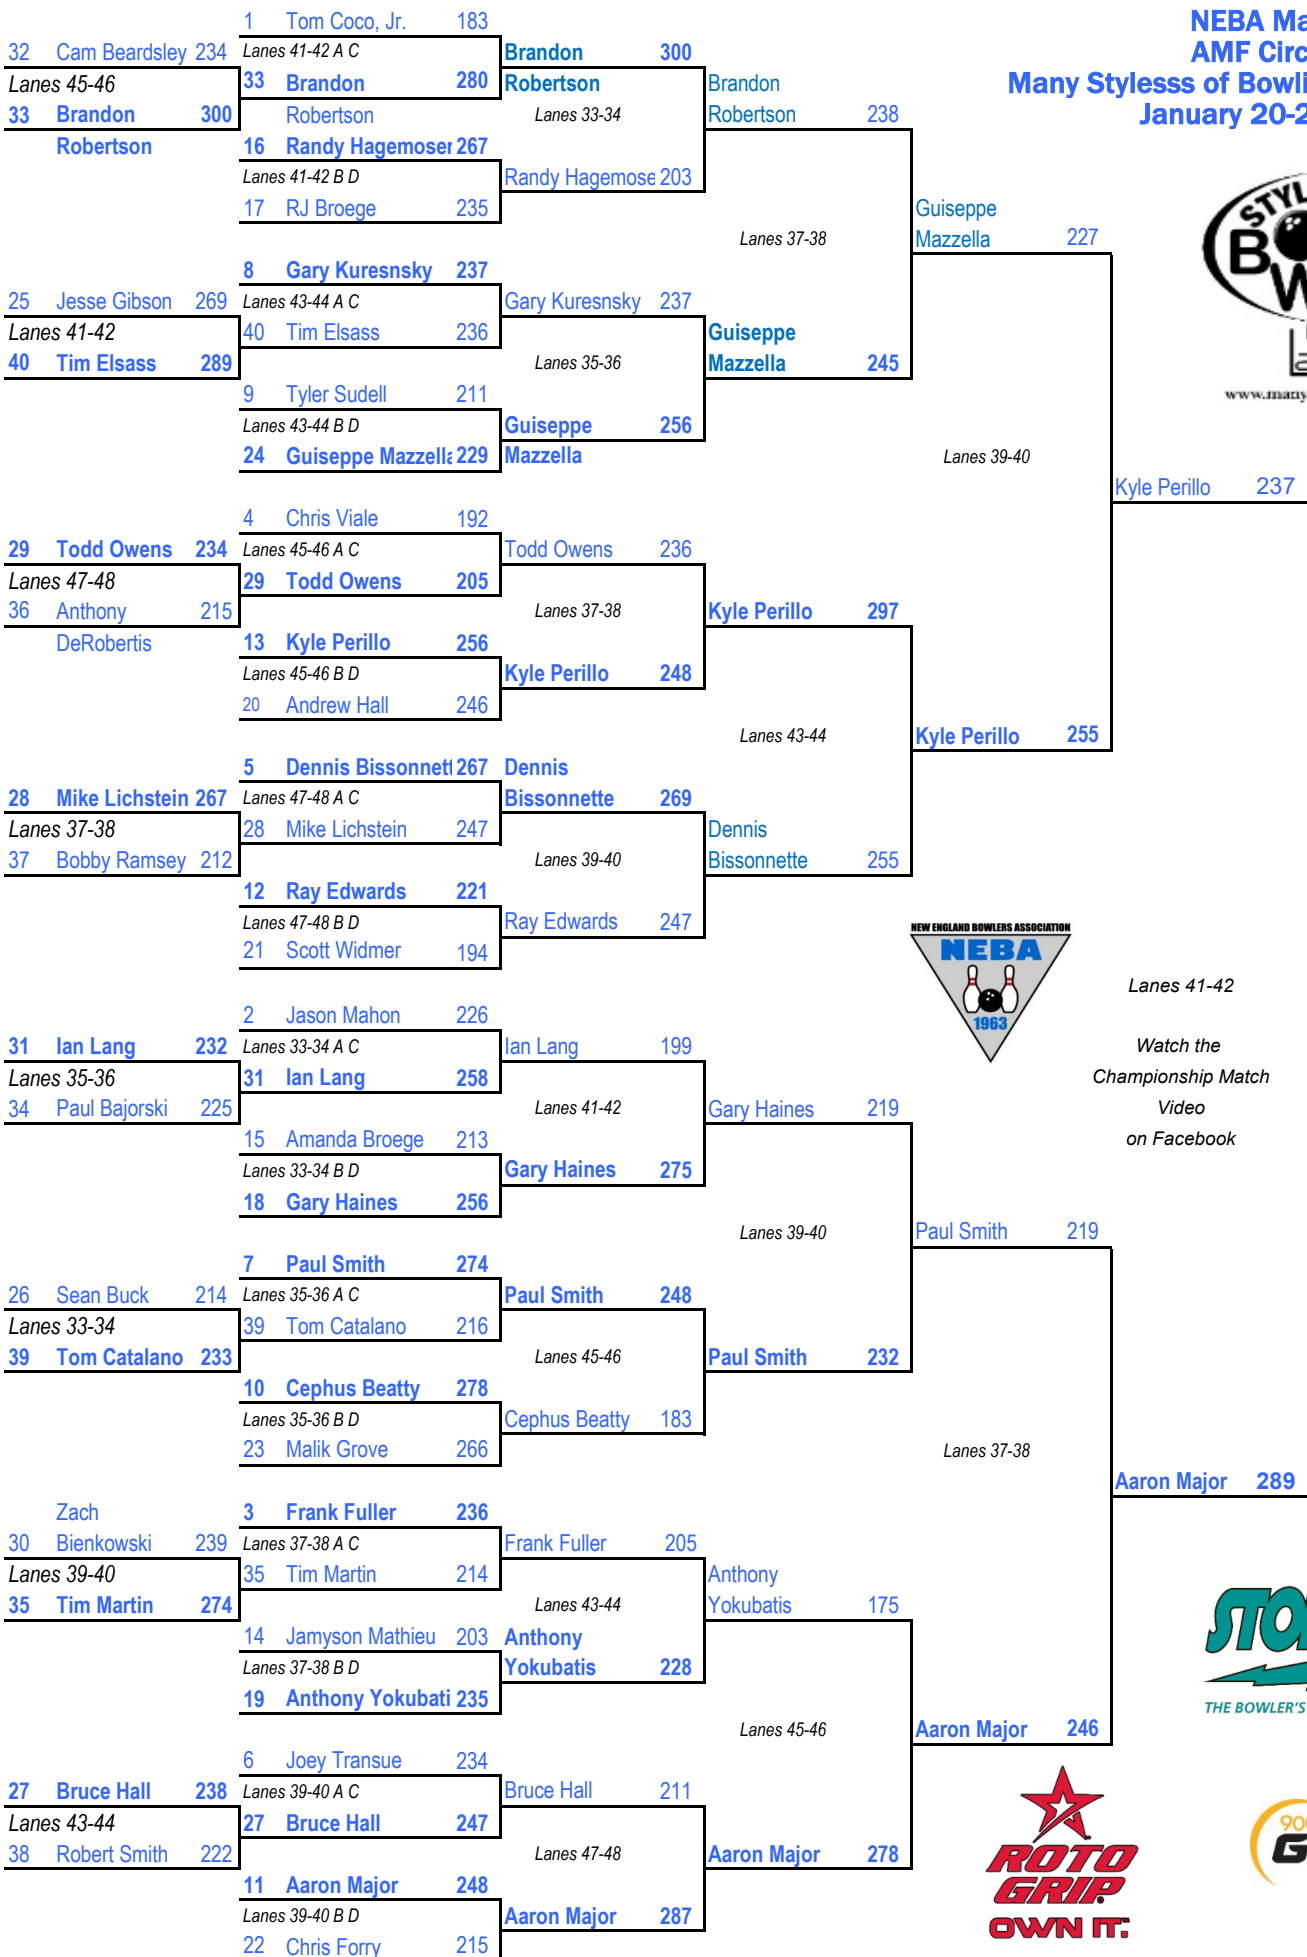 NEBA Ma
AMF Circ
Many Stylesss of Bowli
January 20-2
1 Tom Coco, Jr. 183
32 Cam Beardsley 234 Lanes 41-42 A C Brandon 300
Lanes 45-46 33 Brandon 280 Robertson Brandon
33 Brandon 300 Robertson Lanes 33-34 Robertson 238
Robertson 16 Randy Hagemoser 267
Lanes 41-42 B D Randy Hagemose 203
17 RJ Broege 235 Guiseppe
Lanes 37-38 Mazzella 227
8 Gary Kuresnsky 237
25 Jesse Gibson 269 Lanes 43-44 A C Gary Kuresnsky 237
Lanes 41-42 40 Tim Elsass 236 Guiseppe
40 Tim Elsass 289 Lanes 35-36 Mazzella 245
9 Tyler Sudell 211
www.many
Lanes 43-44 B D Guiseppe 256
24 Guiseppe Mazzella 229 Mazzella Lanes 39-40
Kyle Perillo 237
4 Chris Viale 192
29 Todd Owens 234 Lanes 45-46 A C Todd Owens 236
Lanes 47-48 29 Todd Owens 205
36 Anthony 215 Lanes 37-38 Kyle Perillo 297
DeRobertis 13 Kyle Perillo 256
Lanes 45-46 B D Kyle Perillo 248
20 Andrew Hall 246
Lanes 43-44 Kyle Perillo 255
5 Dennis Bissonnett 267 Dennis
28 Mike Lichstein 267 Lanes 47-48 A C Bissonnette 269
Lanes 37-38 28 Mike Lichstein 247 Dennis
37 Bobby Ramsey 212 Lanes 39-40 Bissonnette 255
12 Ray Edwards 221
Lanes 47-48 B D Ray Edwards 247
NEW ENGLAND BOWLERS ASSOCIATION
NEBA
1963
21 Scott Widmer 194
Lanes 41-42
2 Jason Mahon 226
31 Ian Lang 232 Lanes 33-34 A C Ian Lang 199 Watch the
Lanes 35-36 31 Ian Lang 258 Championship Match
34 Paul Bajorski 225 Lanes 41-42 Gary Haines 219 Video
15 Amanda Broege 213 on Facebook
Lanes 33-34 B D Gary Haines 275
18 Gary Haines 256
Lanes 39-40 Paul Smith 219
7 Paul Smith 274
26 Sean Buck 214 Lanes 35-36 A C Paul Smith 248
Lanes 33-34 39 Tom Catalano 216
39 Tom Catalano 233 Lanes 45-46 Paul Smith 232
10 Cephus Beatty 278
Lanes 35-36 B D Cephus Beatty 183
23 Malik Grove 266 Lanes 37-38
Aaron Major 289
Zach 3 Frank Fuller 236
30 Bienkowski 239 Lanes 37-38 A C Frank Fuller 205
Lanes 39-40 35 Tim Martin 214 Anthony
35 Tim Martin 274 Lanes 43-44 Yokubatis 175
14 Jamyson Mathieu 203 Anthony
Lanes 37-38 B D Yokubatis 228
19 Anthony Yokubati 235
THE BOWLER'S
Lanes 45-46 Aaron Major 246
6 Joey Transue 234
27 Bruce Hall 238 Lanes 39-40 A C Bruce Hall 211
Lanes 43-44 27 Bruce Hall 247
38 Robert Smith 222 Lanes 47-48 Aaron Major 278
11 Aaron Major 248
Lanes 39-40 B D Aaron Major 287
22 Chris Forry 215
ROTO
GRIP
OWN IT.
900
G